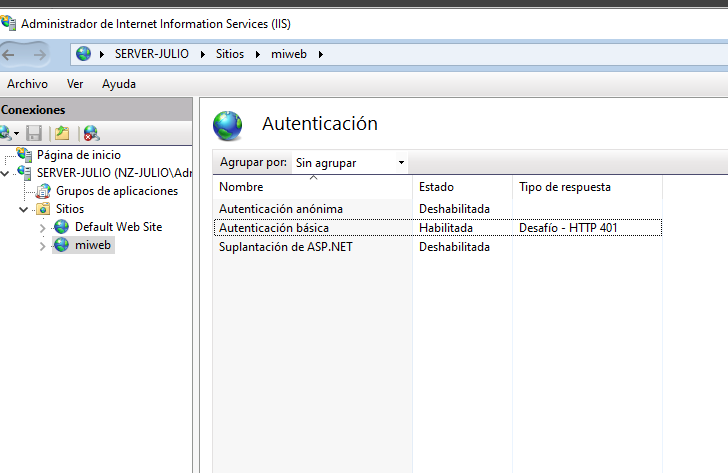 Administrador de Internet Information Services (IIS)
SERVER-JULIO Sitios miweb
Archivo Ver Ayuda
Conexiones
Página de inicio
SERVER-JULIO (NZ-JULIO\Adr
Grupos de aplicaciones
Sitios
Default Web Site
miweb
Autenticación
Agrupar por: Sin agrupar
Nombre Estado Tipo de respuesta
Autenticación anónima Deshabilitada
Autenticación básica Habilitada Desafío - HTTP 401
Suplantación de ASP.NET Deshabilitada